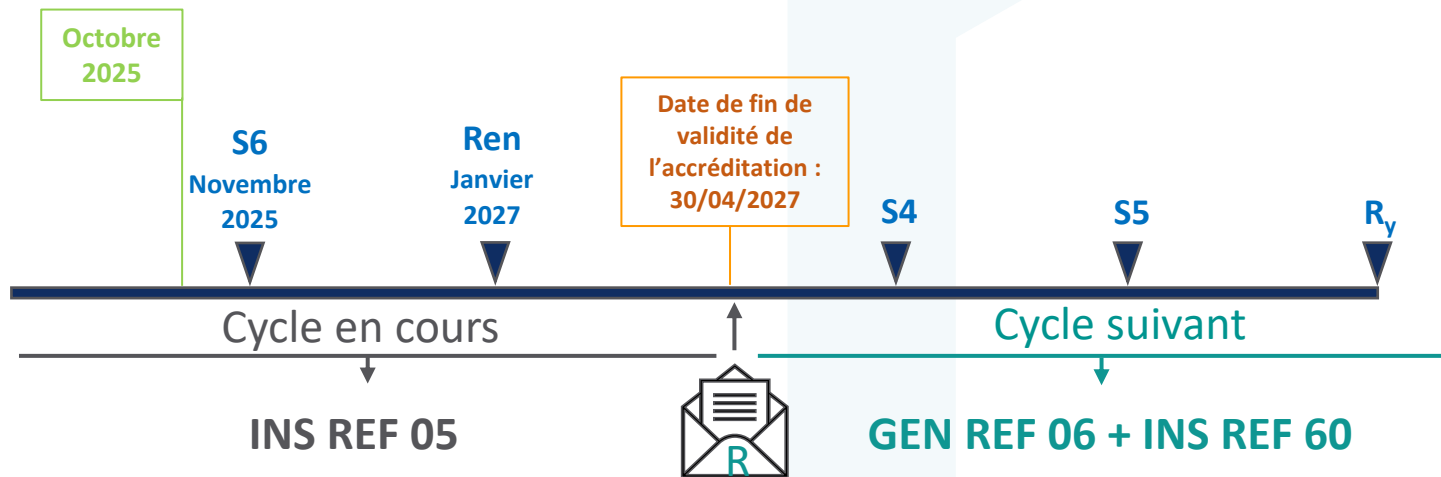 Octobre
2025
S6
Novembre
2025
Ren
Janvier
2027
Date de fin de
validité de
l’accréditation :
30/04/2027
S4
S5
Ry
Cycle en cours
Cycle suivant
INS REF 05
R
GEN REF 06 + INS REF 60